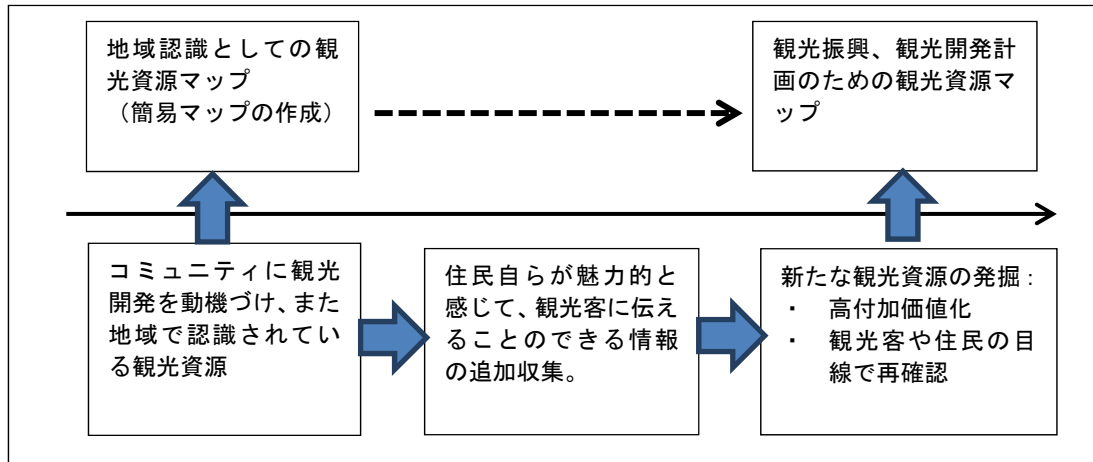 地域認識としての観
光資源マップ
（簡易マップの作成）
観光振興、観光開発計
画のための観光資源マ
ップ
コミュニティに観光
開発を動機づけ、また
地域で認識されてい
る観光資源
住民自らが魅力的と
感じて、観光客に伝え
ることのできる情報
の追加収集。
新たな観光資源の発掘：
・ 高付加価値化
・ 観光客や住民の目
線で再確認